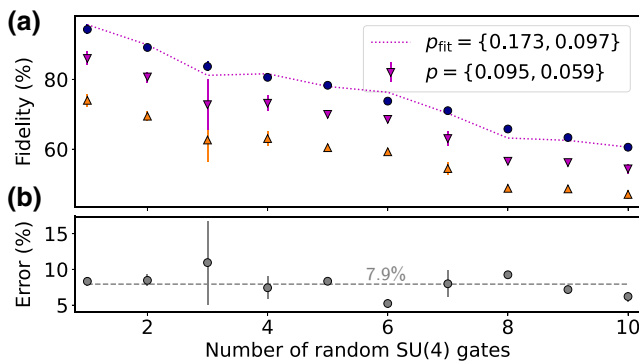 (a)
p_fit = {0.173, 0.097}
p = {0.095, 0.059}
80
60
Fidelity (%)
(b)
15
10
5
Error (%)
7.9%
2 4 6 8 10
Number of random SU(4) gates